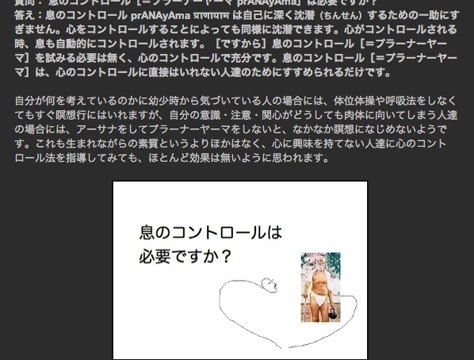 質問： 息のコントロール［＝プラーナーヤーマ prANAyAma］は必要ですか？
答え：息のコントロール prANAyAma प्राणायाम は自己に深く沈潜（ちんせん）するための一助にす
ぎません。心をコントロールすることによっても同様に沈潜できます。心がコントロールされる
時、息も自動的にコントロールされます。［ですから］息のコントロール［＝プラーナーヤー
マ］を試みる必要は無く、心のコントロールで充分です。息のコントロール［＝プラーナーヤー
マ］は、心のコントロールに直接はいれない人達のためにすすめられるだけです。
自分が何を考えているのかに幼少時から気づいている人の場合には、体位体操や呼吸法をしなく
てもすぐ瞑想行にはいれますが、自分の意識・注意・関心がどうしても肉体に向いてしまう人達
の場合には、アーサナをしてプラーナーヤーマをしないと、なかなか瞑想になじめないようで
す。これも生まれながらの素質というよりほかはなく、心に興味を持てない人達に心のコント
ロール法を指導してみても、ほとんど効果は無いように思われます。
息のコントロールは
必要ですか？